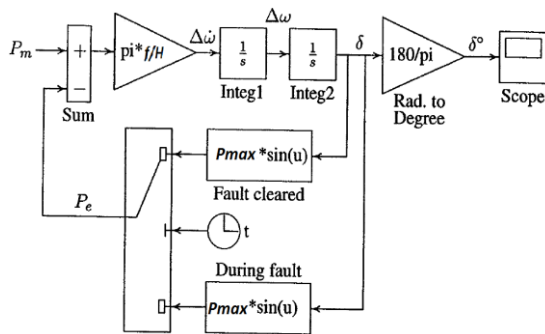 Δω
P_m
+
−
Sum
pi*f/H
Δω̇
1/s
Integ1
1/s
Integ2
δ
180/pi
Rad. to
Degree
δ°
Scope
Pmax*sin(u)
Fault cleared
P_e
t
During fault
Pmax*sin(u)